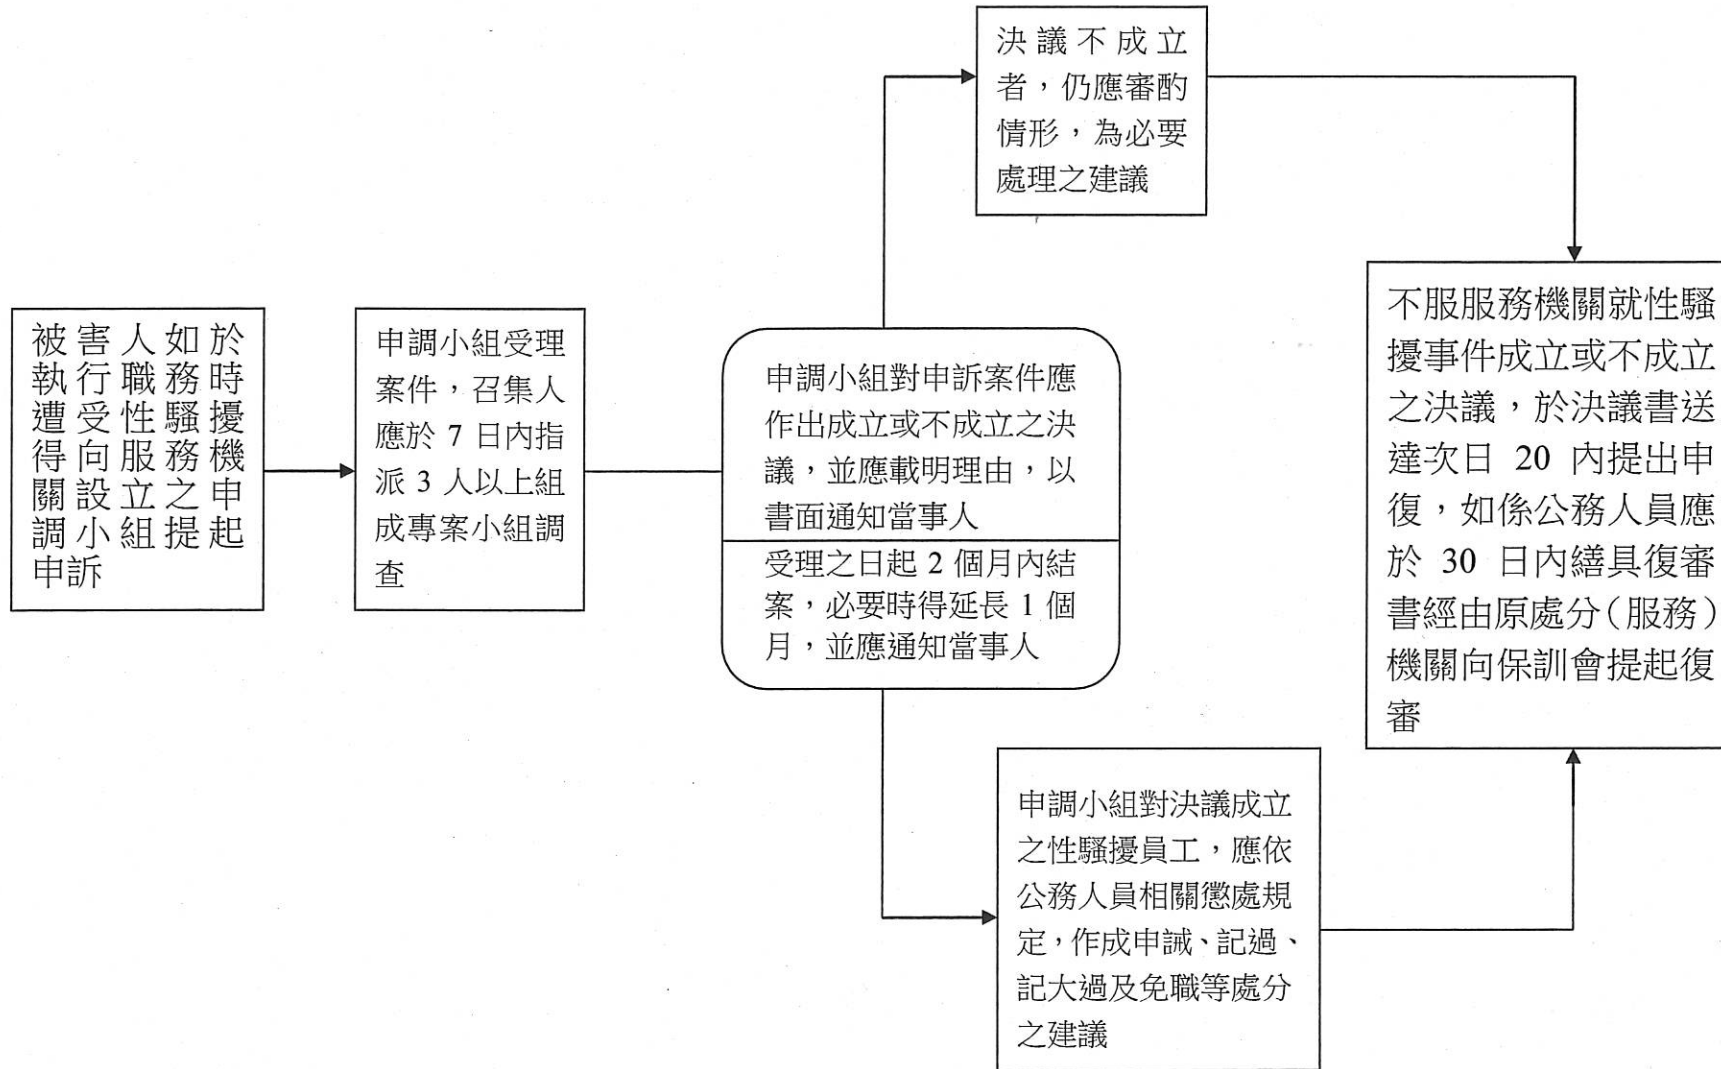 被害人如於
執行職務時
遭受性騷擾
得向服務機
關設立之申
調小組提起
申訴
申調小組受理
案件，召集人
應於 7 日內指
派 3 人以上組
成專案小組調
查
申調小組對申訴案件應
作出成立或不成立之決
議，並應載明理由，以
書面通知當事人
受理之日起 2 個月內結
案，必要時得延長 1 個
月，並應通知當事人
決議不成立
者，仍應審酌
情形，為必要
處理之建議
申調小組對決議成立
之性騷擾員工，應依
公務人員相關懲處規
定，作成申誡、記過、
記大過及免職等處分
之建議
不服服務機關就性騷
擾事件成立或不成立
之決議，於決議書送
達次日 20 內提出申
復，如係公務人員應
於 30 日內繕具復審
書經由原處分（服務）
機關向保訓會提起復
審